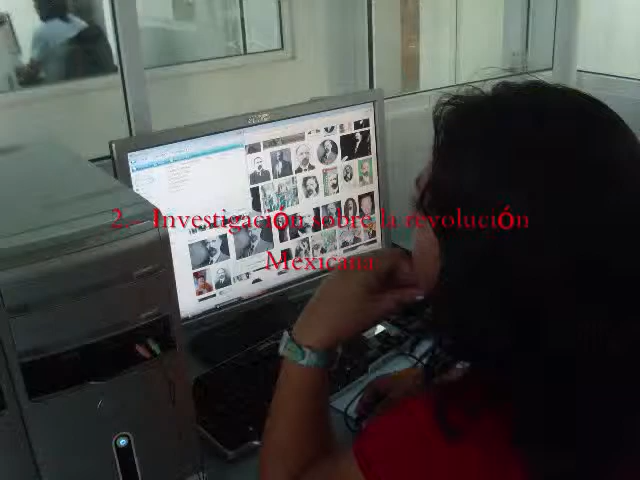 2.- Investigación sobre la revolución
Mexicana.